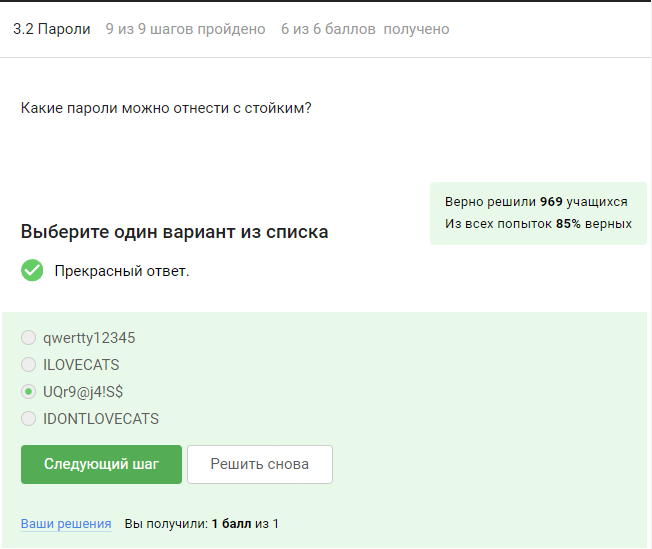 3.2 Пароли 9 из 9 шагов пройдено 6 из 6 баллов получено
Какие пароли можно отнести с стойким?
Верно решили 969 учащихся
Из всех попыток 85% верных
Выберите один вариант из списка
Прекрасный ответ.
qwertty12345
ILOVECATS
UQr9@j4!S$
IDONTLOVECATS
Следующий шаг Решить снова
Ваши решения Вы получили: 1 балл из 1